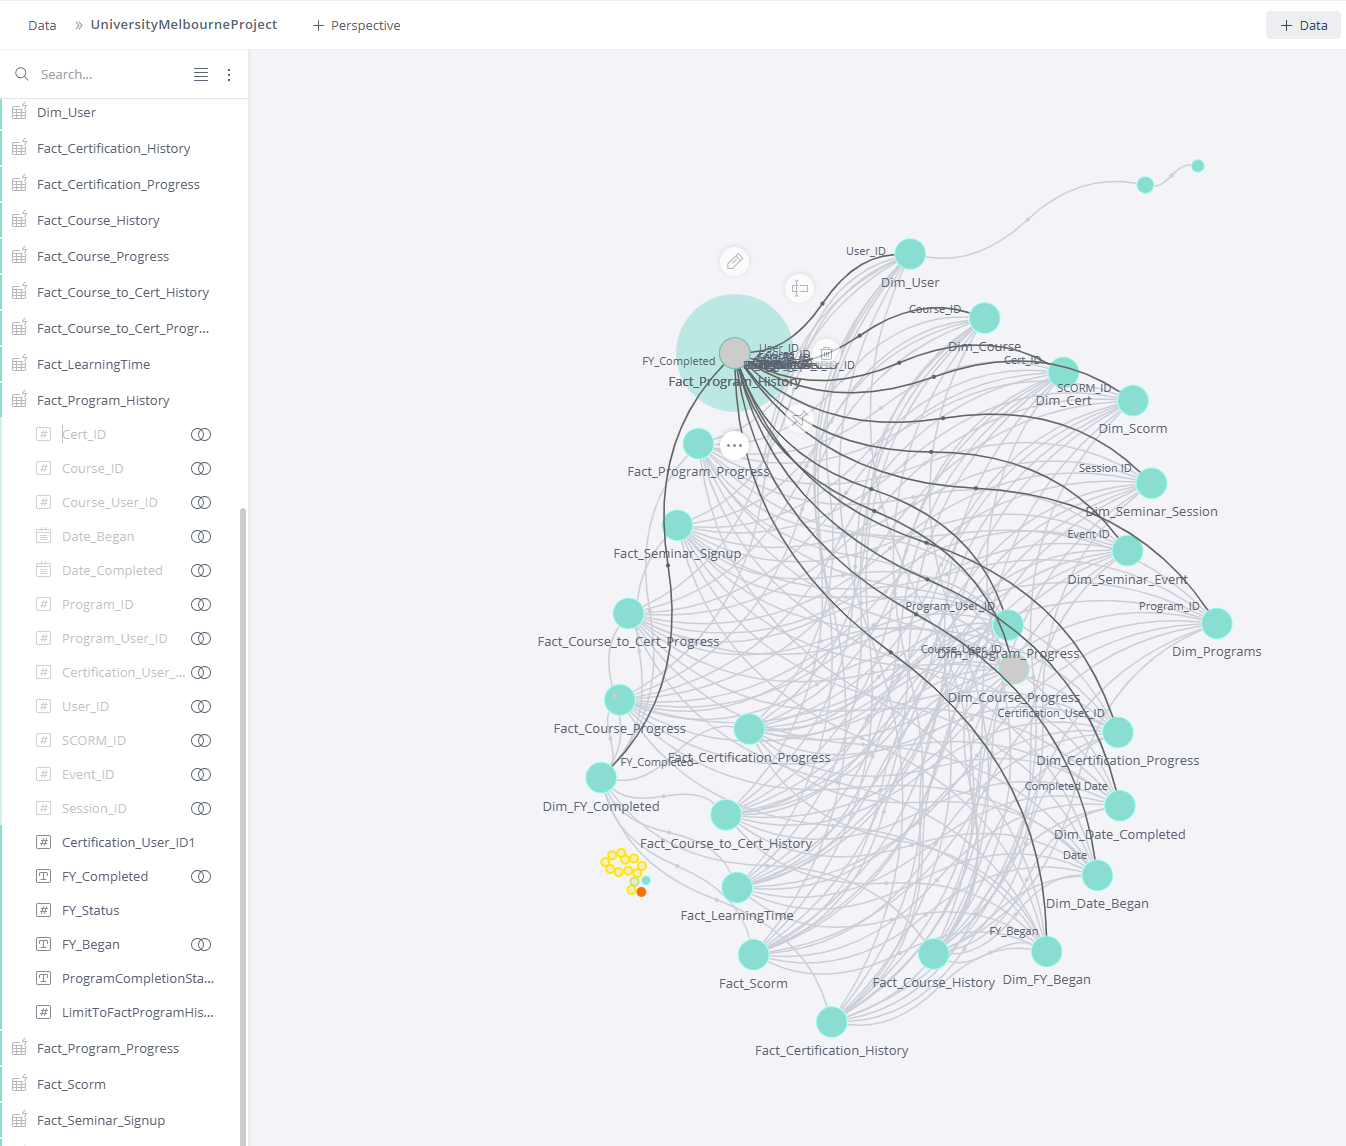 Data » UniversityMelbourneProject + Perspective + Data
Search...
Dim_User
Fact_Certification_History
Fact_Certification_Progress
Fact_Course_History
Fact_Course_Progress
Fact_Course_to_Cert_History
Fact_Course_to_Cert_Progr...
Fact_LearningTime
Fact_Program_History
Cert_ID
Course_ID
Course_User_ID
Date_Began
Date_Completed
Program_ID
Program_User_ID
Certification_User_...
User_ID
SCORM_ID
Event_ID
Session_ID
Certification_User_ID1
FY_Completed
FY_Status
FY_Began
ProgramCompletionSta...
LimitToFactProgramHis...
Fact_Program_Progress
Fact_Scorm
Fact_Seminar_Signup
User_ID
Dim_User
Course_ID
Dim_Course
User_ID
FY_Completed
Fact_Program_History
Cert_ID
Dim_Cert
SCORM_ID
Dim_Scorm
Fact_Program_Progress
Session ID
Dim_Seminar_Session
Fact_Seminar_Signup
Event ID
Dim_Seminar_Event
Program_User_ID
Dim_Program_Progress
Program_ID
Dim_Programs
Fact_Course_to_Cert_Progress
Course_User_ID
Dim_Course_Progress
Certification_User_ID
Dim_Certification_Progress
Fact_Course_Progress
Fact_Certification_Progress
FY_Completed
Dim_FY_Completed
Completed Date
Dim_Date_Completed
Fact_Course_to_Cert_History
Date
Dim_Date_Began
Fact_LearningTime
FY_Began
Dim_FY_Began
Fact_Scorm
Fact_Course_History
Fact_Certification_History